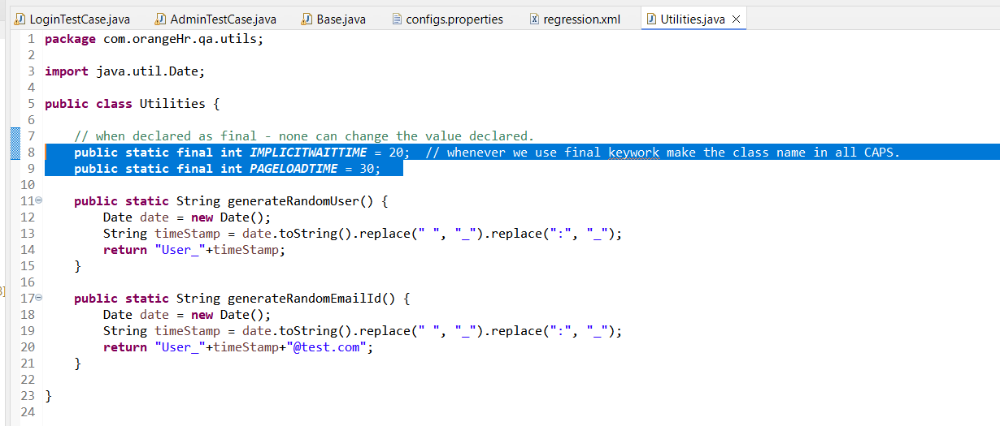 LoginTestCase.java AdminTestCase.java Base.java configs.properties regression.xml Utilities.java
1 package com.orangeHr.qa.utils;
2
3 import java.util.Date;
4
5 public class Utilities {
6
7 // when declared as final - none can change the value declared.
8 public static final int IMPLICITWAITTIME = 20; // whenever we use final keywork make the class name in all CAPS.
9 public static final int PAGELOADTIME = 30;
10
11 public static String generateRandomUser() {
12 Date date = new Date();
13 String timeStamp = date.toString().replace(" ", "_").replace(":", "_");
14 return "User_"+timeStamp;
15 }
16
17 public static String generateRandomEmailId() {
18 Date date = new Date();
19 String timeStamp = date.toString().replace(" ", "_").replace(":", "_");
20 return "User_"+timeStamp+"@test.com";
21 }
22
23 }
24